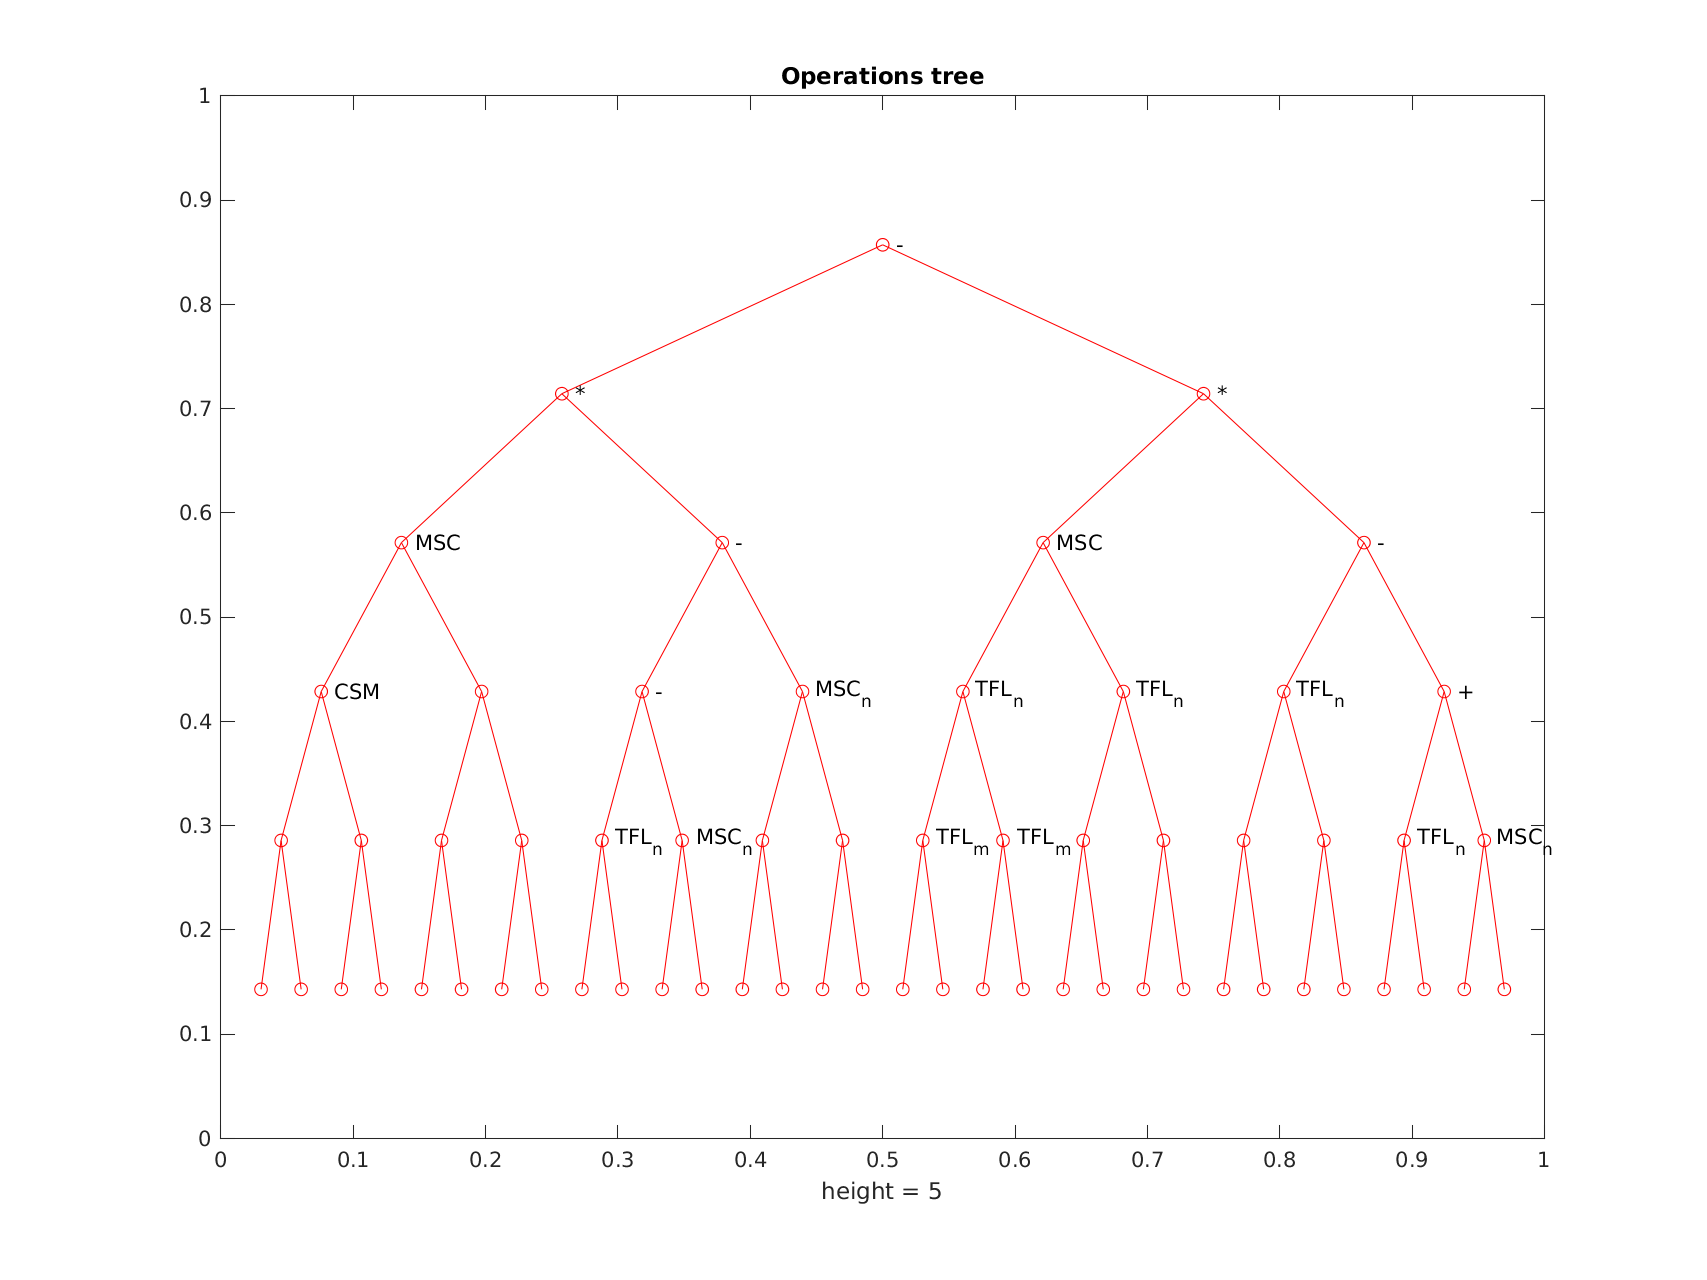 Operations tree
1
0.9
-
0.8
* *
0.7
0.6
MSC - MSC -
0.5
CSM - MSC_n TFL_n TFL_n TFL_n +
0.4
0.3
TFL_n MSC_n TFL_m TFL_m TFL_n MSC_n
0.2
0.1
0
0 0.1 0.2 0.3 0.4 0.5 0.6 0.7 0.8 0.9 1
height = 5